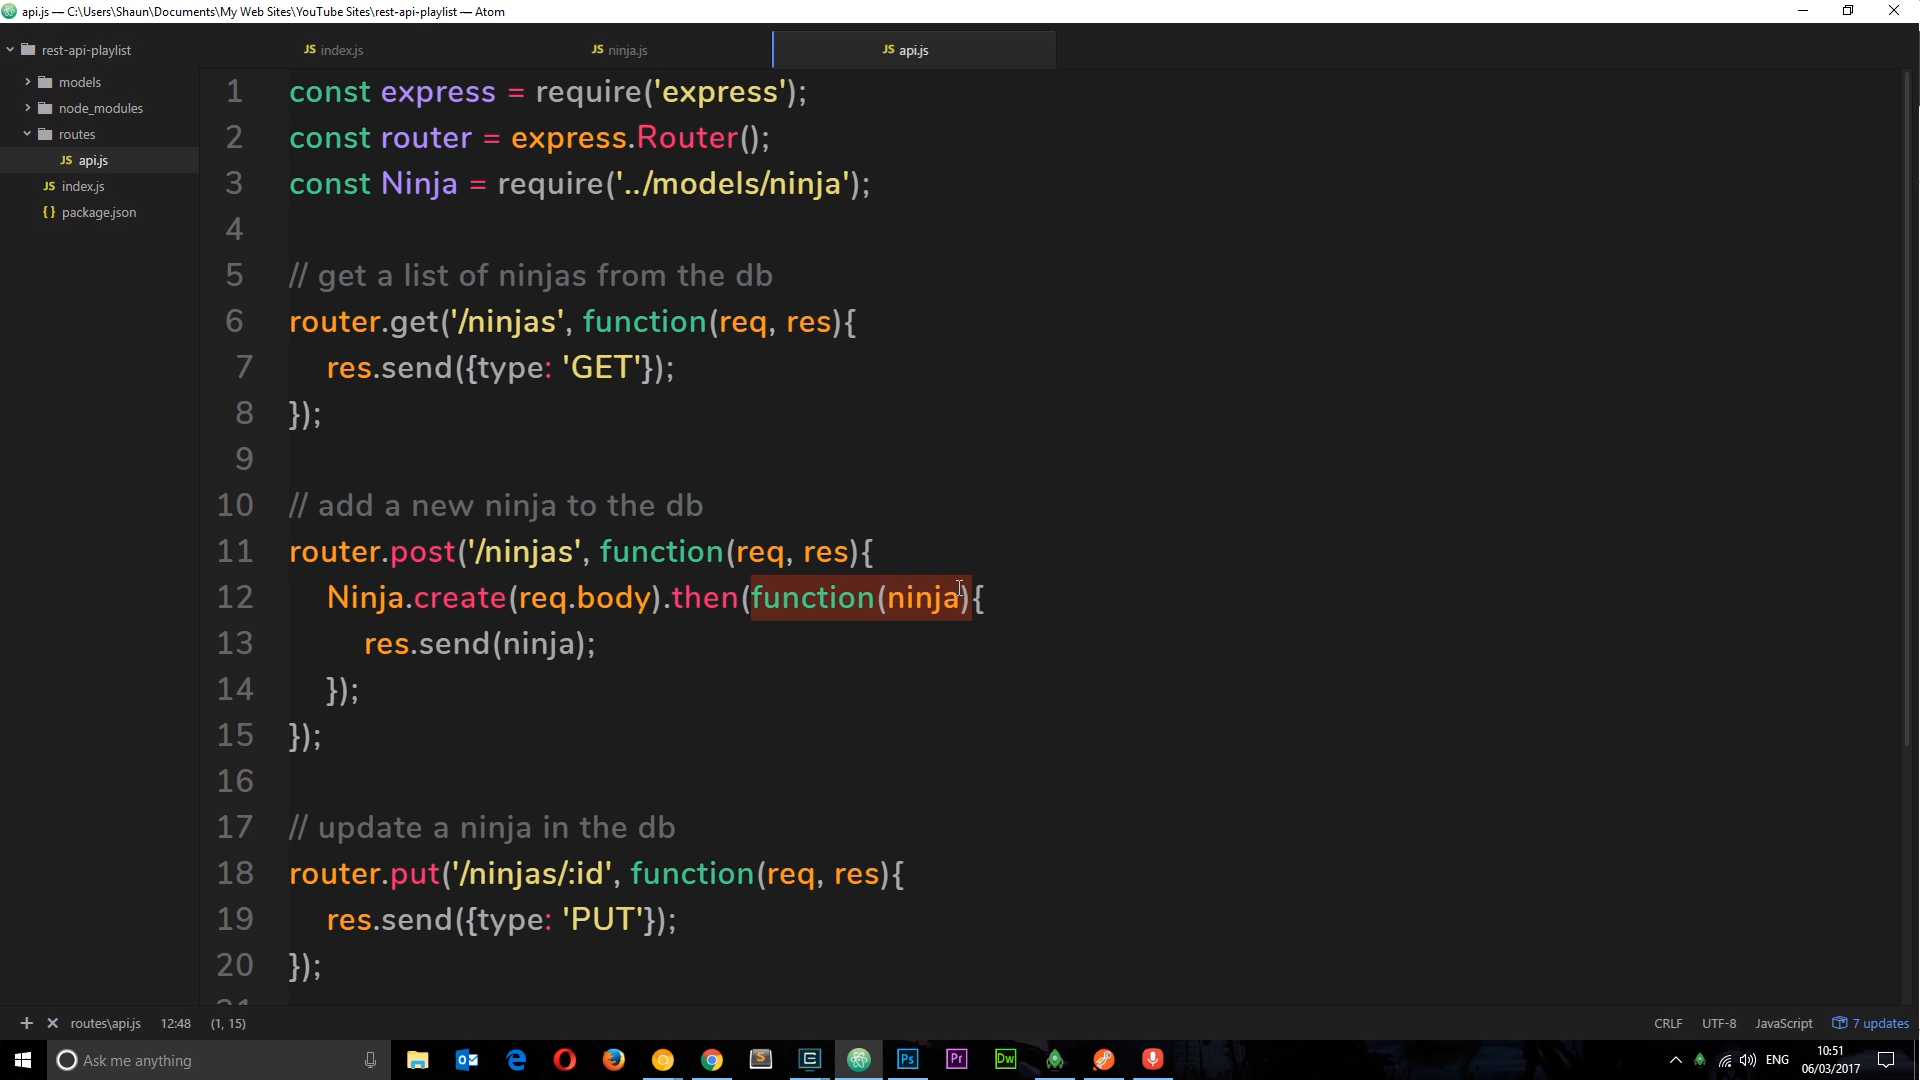 api.js — C:\Users\Shaun\Documents\My Web Sites\YouTube Sites\rest-api-playlist — Atom
rest-api-playlist
models
node_modules
routes
JS api.js
JS index.js
{} package.json
JS index.js
JS ninja.js
JS api.js
1 const express = require('express');
2 const router = express.Router();
3 const Ninja = require('../models/ninja');
4
5 // get a list of ninjas from the db
6 router.get('/ninjas', function(req, res){
7 res.send({type: 'GET'});
8 });
9
10 // add a new ninja to the db
11 router.post('/ninjas', function(req, res){
12 Ninja.create(req.body).then(function(ninja){
13 res.send(ninja);
14 });
15 });
16
17 // update a ninja in the db
18 router.put('/ninjas/:id', function(req, res){
19 res.send({type: 'PUT'});
20 });
21
routes\api.js 12:48 (1, 15)
CRLF UTF-8 JavaScript 7 updates
Ask me anything
Ps
Pr
Dw
ENG
10:51
06/03/2017